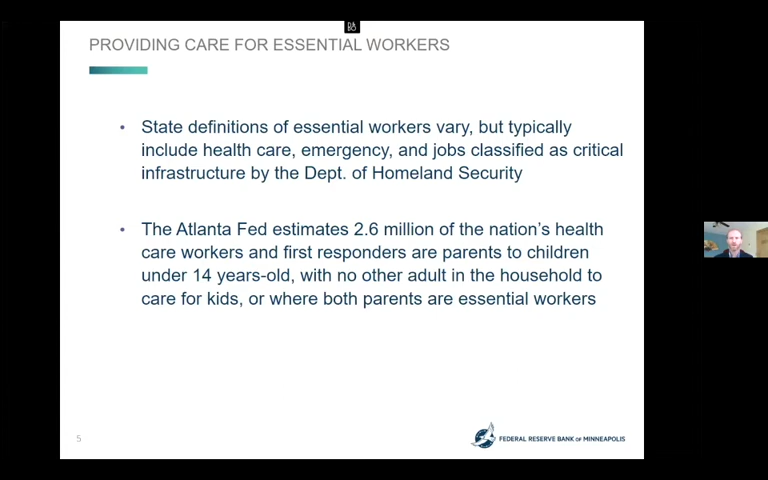 PROVIDING CARE FOR ESSENTIAL WORKERS
• State definitions of essential workers vary, but typically
include health care, emergency, and jobs classified as critical
infrastructure by the Dept. of Homeland Security
• The Atlanta Fed estimates 2.6 million of the nation's health
care workers and first responders are parents to children
under 14 years-old, with no other adult in the household to
care for kids, or where both parents are essential workers
5
FEDERAL RESERVE BANK OF MINNEAPOLIS